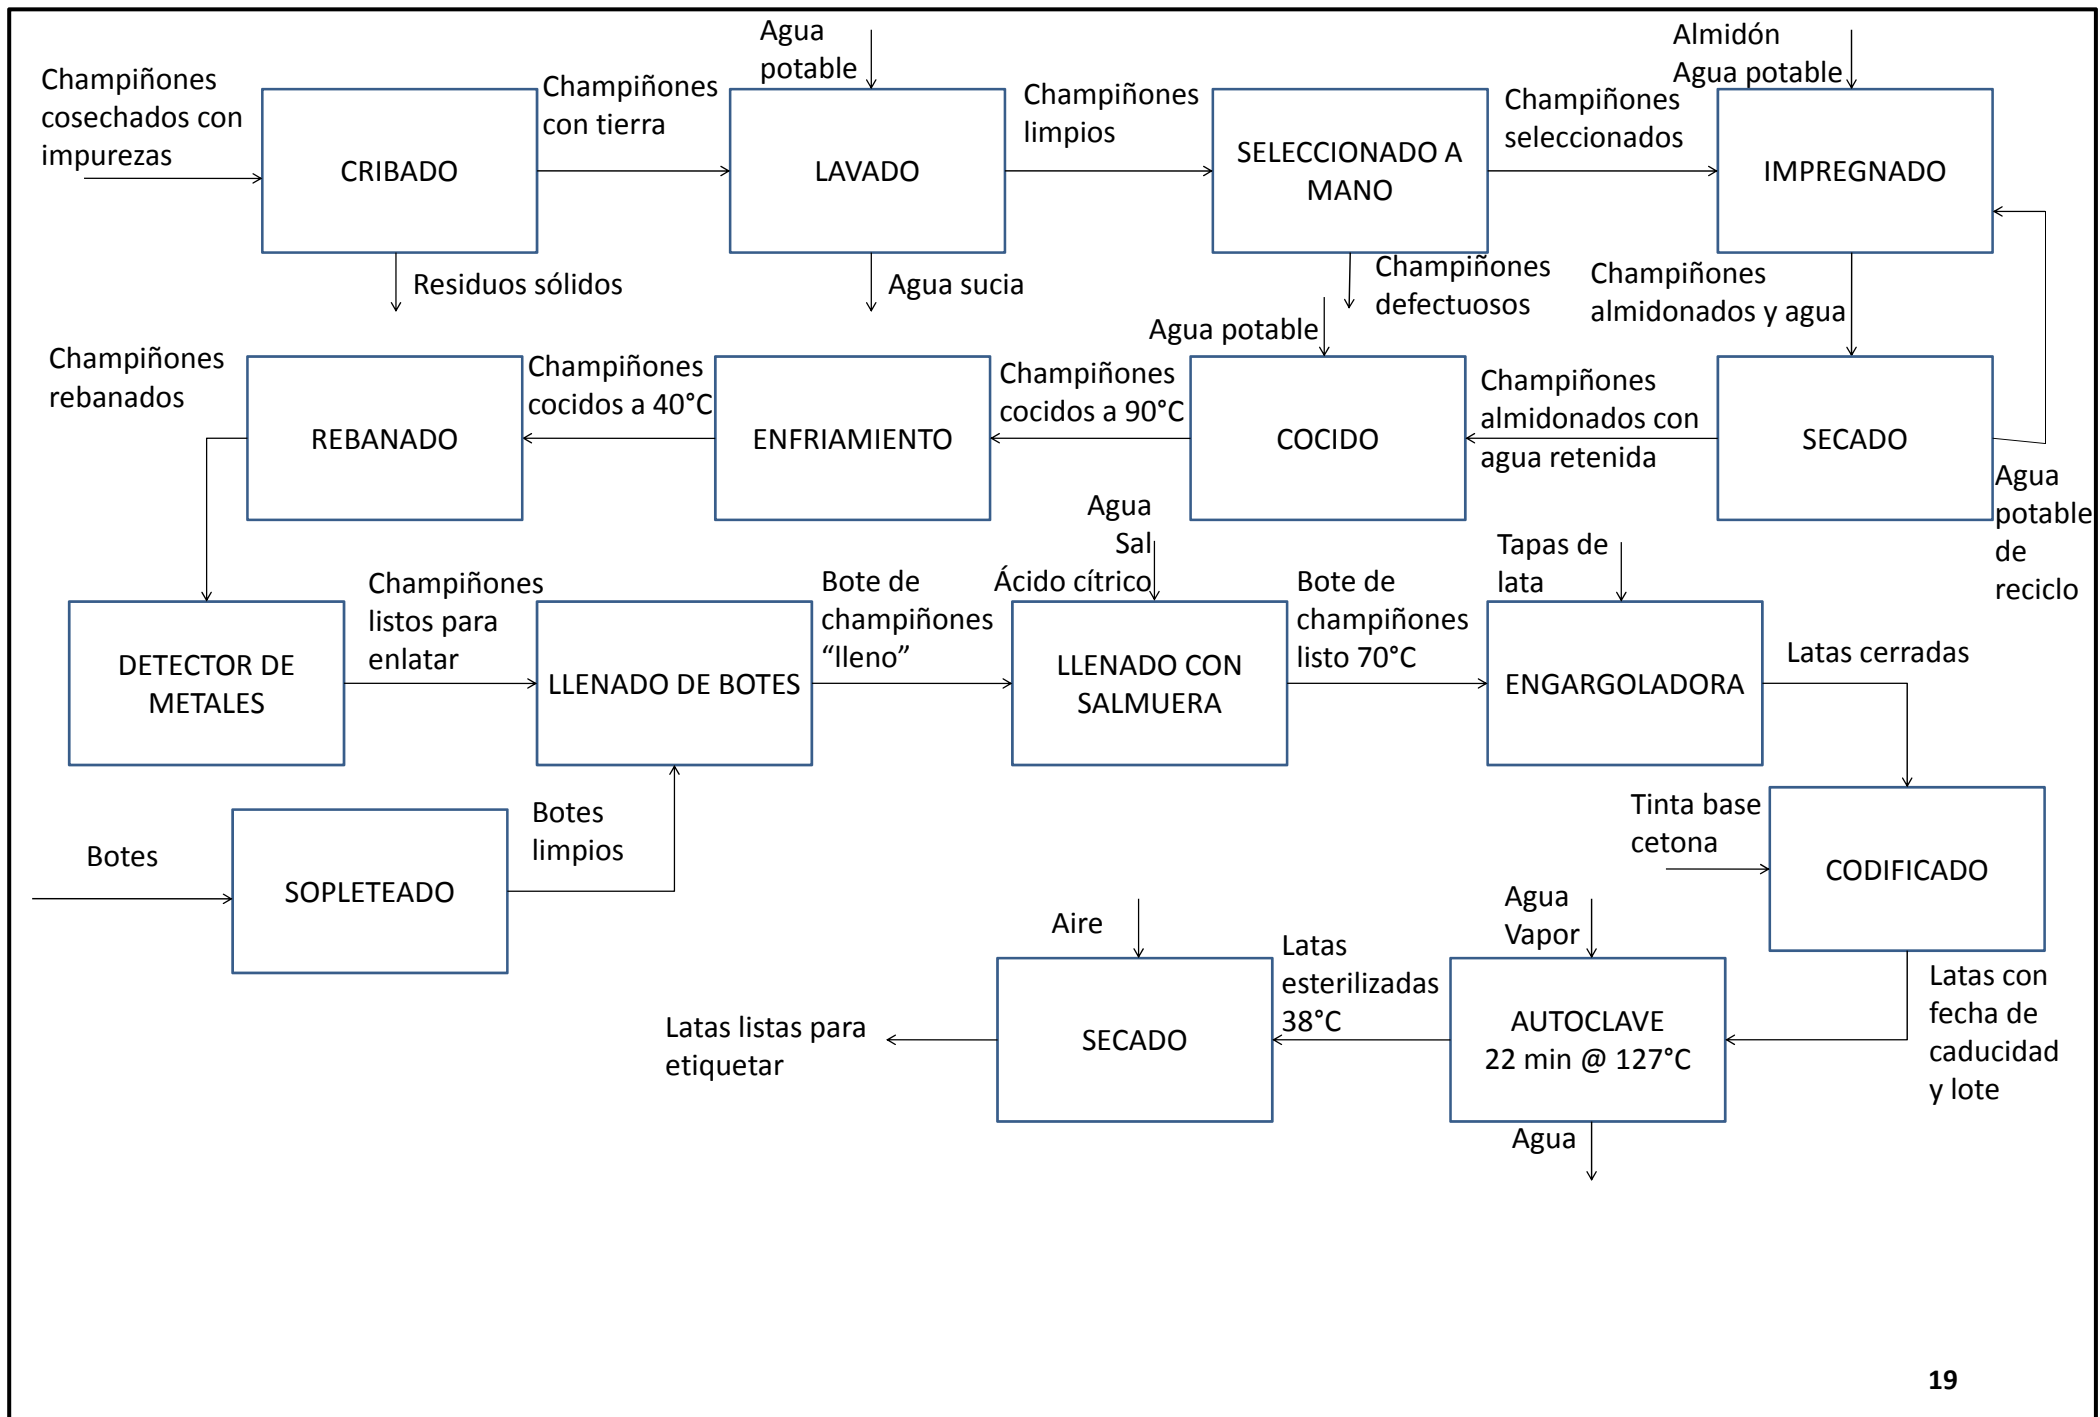 Champiñones
cosechados con
impurezas
CRIBADO
Residuos sólidos
Champiñones
con tierra
Agua
potable
LAVADO
Agua sucia
Champiñones
limpios
SELECCIONADO A
MANO
Champiñones
defectuosos
Champiñones
seleccionados
Almidón
Agua potable
IMPREGNADO
Champiñones
almidonados y agua
SECADO
Agua
potable
de
reciclo
Champiñones
almidonados con
agua retenida
Agua potable
COCIDO
Champiñones
cocidos a 90°C
ENFRIAMIENTO
Champiñones
cocidos a 40°C
REBANADO
Champiñones
rebanados
DETECTOR DE
METALES
Champiñones
listos para
enlatar
LLENADO DE BOTES
Botes
SOPLETEADO
Botes
limpios
Bote de
champiñones
“lleno”
Agua
Sal
Ácido cítrico
LLENADO CON
SALMUERA
Bote de
champiñones
listo 70°C
Tapas de
lata
ENGARGOLADORA
Latas cerradas
Tinta base
cetona
CODIFICADO
Latas con
fecha de
caducidad
y lote
Agua
Vapor
AUTOCLAVE
22 min @ 127°C
Agua
Latas
esterilizadas
38°C
Aire
SECADO
Latas listas para
etiquetar
19